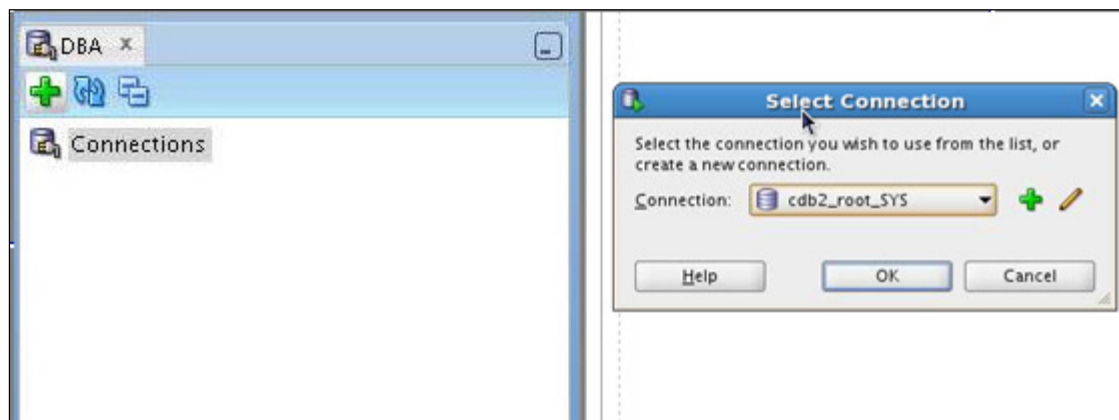 DBA
Connections
Select Connection
Select the connection you wish to use from the list, or
create a new connection.
Connection: cdb2_root_SYS
Help OK Cancel